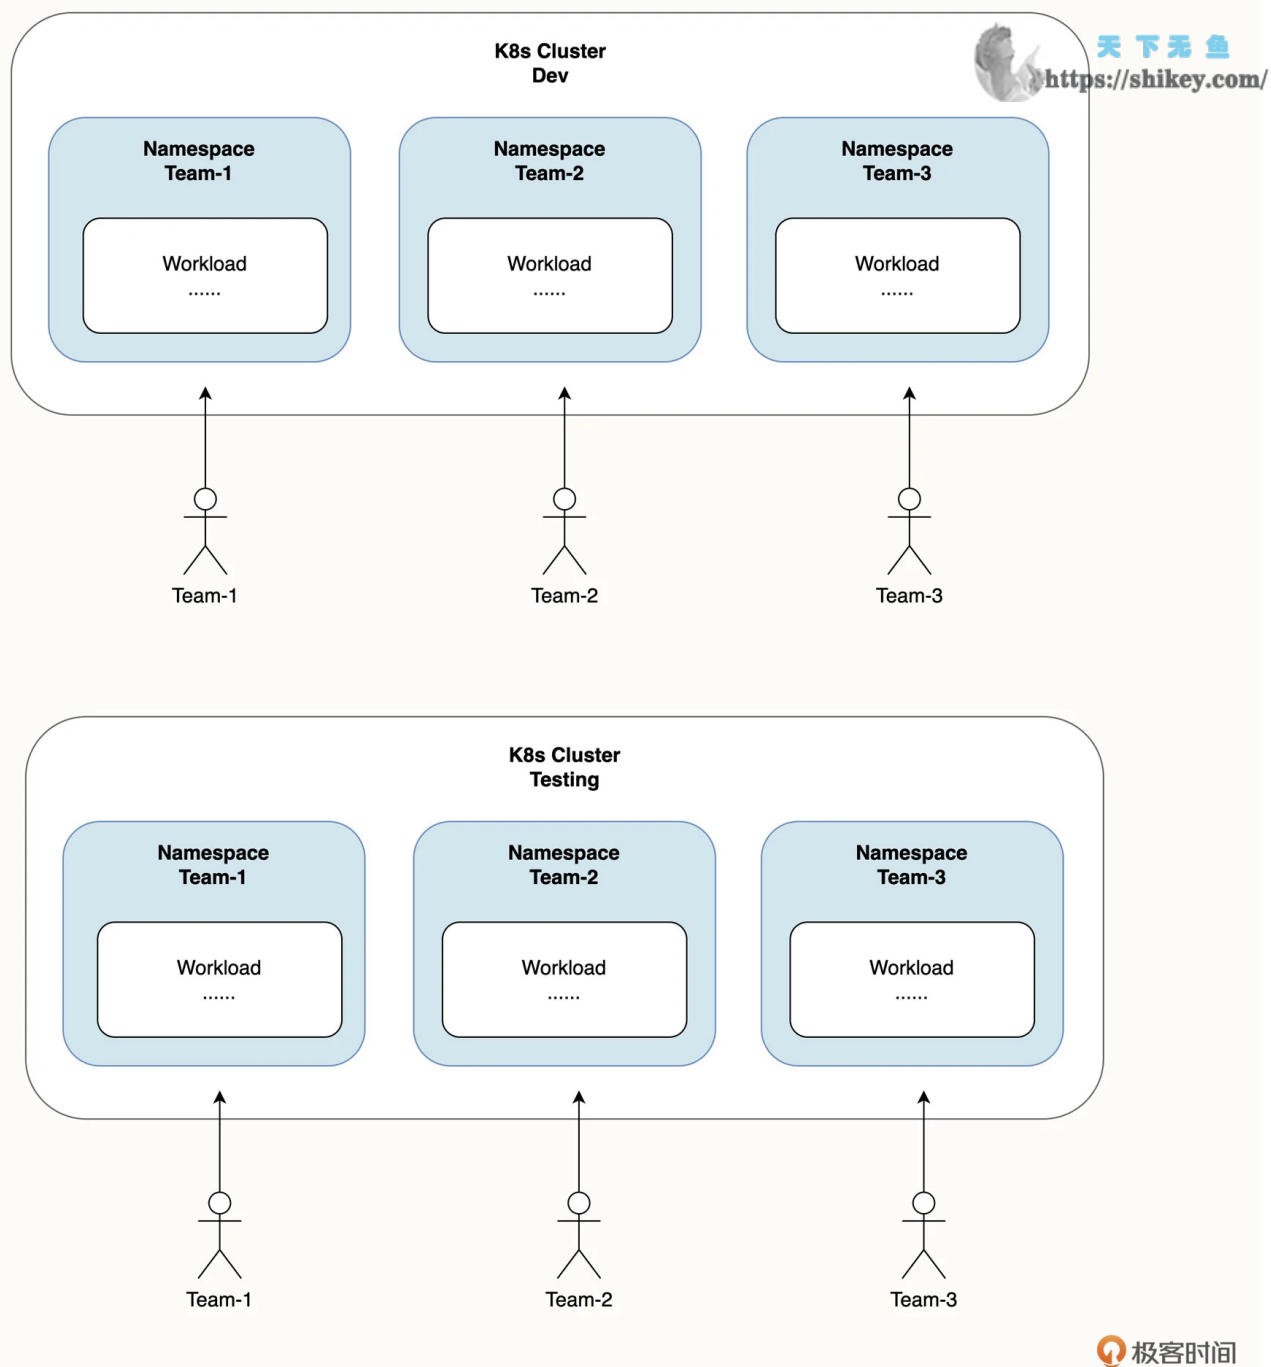 K8s Cluster
Dev
天下无鱼
https://shikey.com/
Namespace
Team-1
Namespace
Team-2
Namespace
Team-3
Workload
......
Workload
......
Workload
......
Team-1
Team-2
Team-3
K8s Cluster
Testing
Namespace
Team-1
Namespace
Team-2
Namespace
Team-3
Workload
......
Workload
......
Workload
......
Team-1
Team-2
Team-3
极客时间